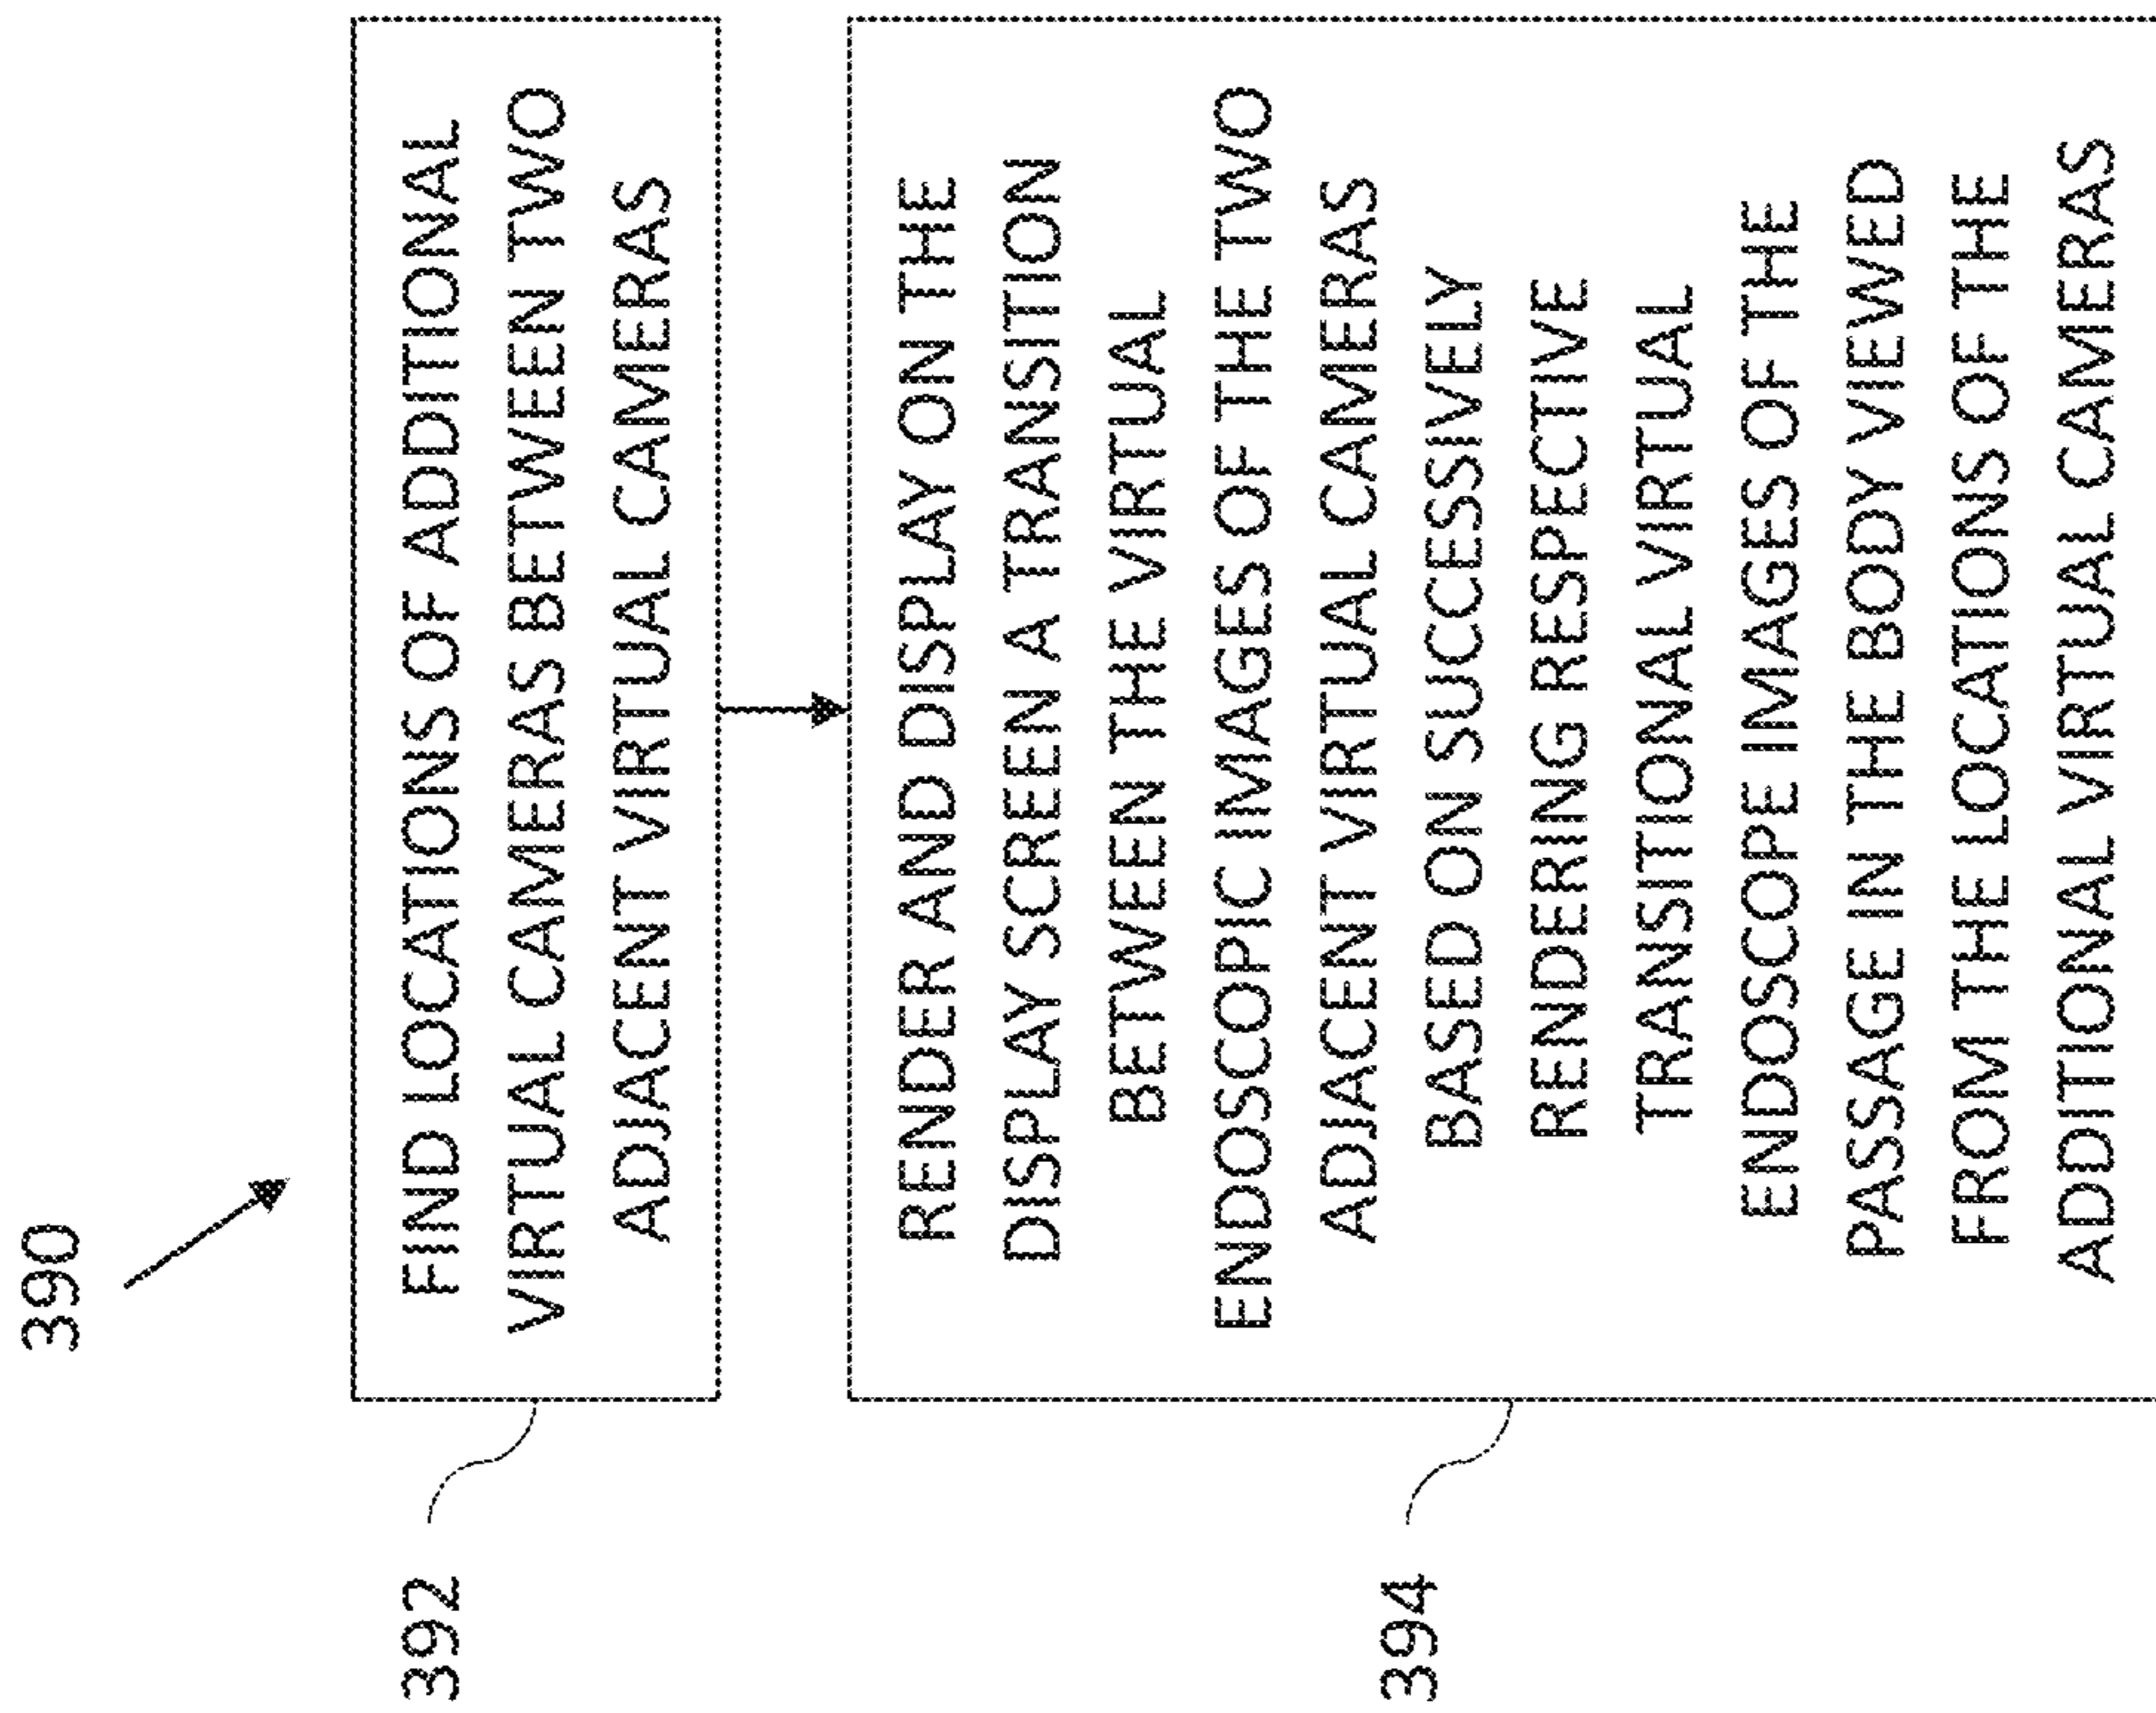 390
392
FIND LOCATIONS OF ADDITIONAL
VIRTUAL CAMERAS BETWEEN TWO
ADJACENT VIRTUAL CAMERAS
394
RENDER AND DISPLAY ON THE
DISPLAY SCREEN A TRANSITION
BETWEEN THE VIRTUAL
ENDOSCOPIC IMAGES OF THE TWO
ADJACENT VIRTUAL CAMERAS
BASED ON SUCCESSIVELY
RENDERING RESPECTIVE
TRANSITIONAL VIRTUAL
ENDOSCOPE IMAGES OF THE
PASSAGE IN THE BODY VIEWED
FROM THE LOCATIONS OF THE
ADDITIONAL VIRTUAL CAMERAS